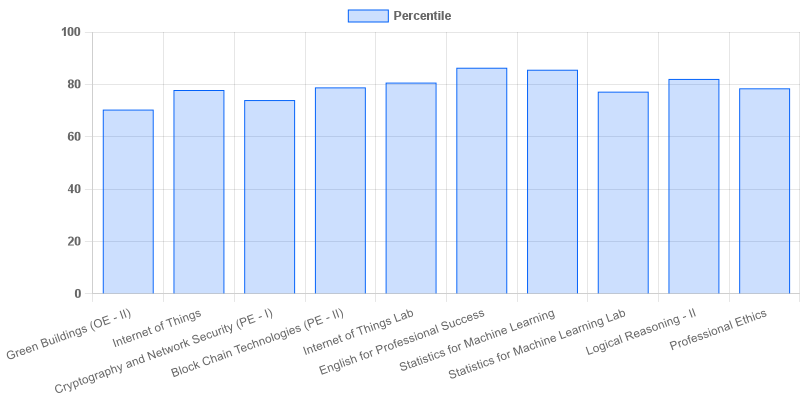 Percentile
100
80
60
40
20
0
Green Buildings (OE - II)
Internet of Things
Cryptography and Network Security (PE - I)
Block Chain Technologies (PE - II)
Internet of Things Lab
English for Professional Success
Statistics for Machine Learning
Statistics for Machine Learning Lab
Logical Reasoning - II
Professional Ethics